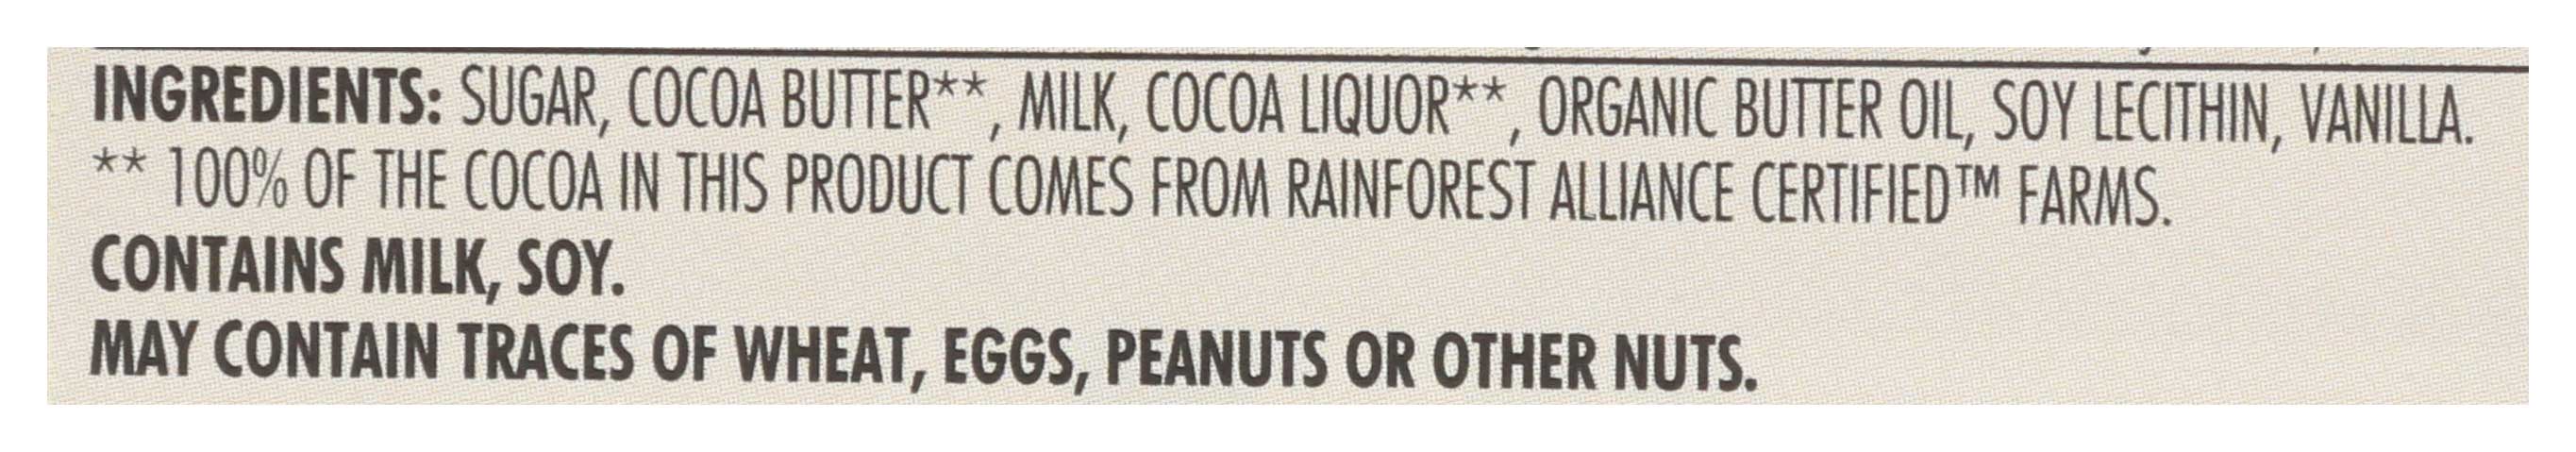 INGREDIENTS: SUGAR, COCOA BUTTER**, MILK, COCOA LIQUOR**, ORGANIC BUTTER OIL, SOY LECITHIN, VANILLA.
** 100% OF THE COCOA IN THIS PRODUCT COMES FROM RAINFOREST ALLIANCE CERTIFIED™ FARMS.
CONTAINS MILK, SOY.
MAY CONTAIN TRACES OF WHEAT, EGGS, PEANUTS OR OTHER NUTS.